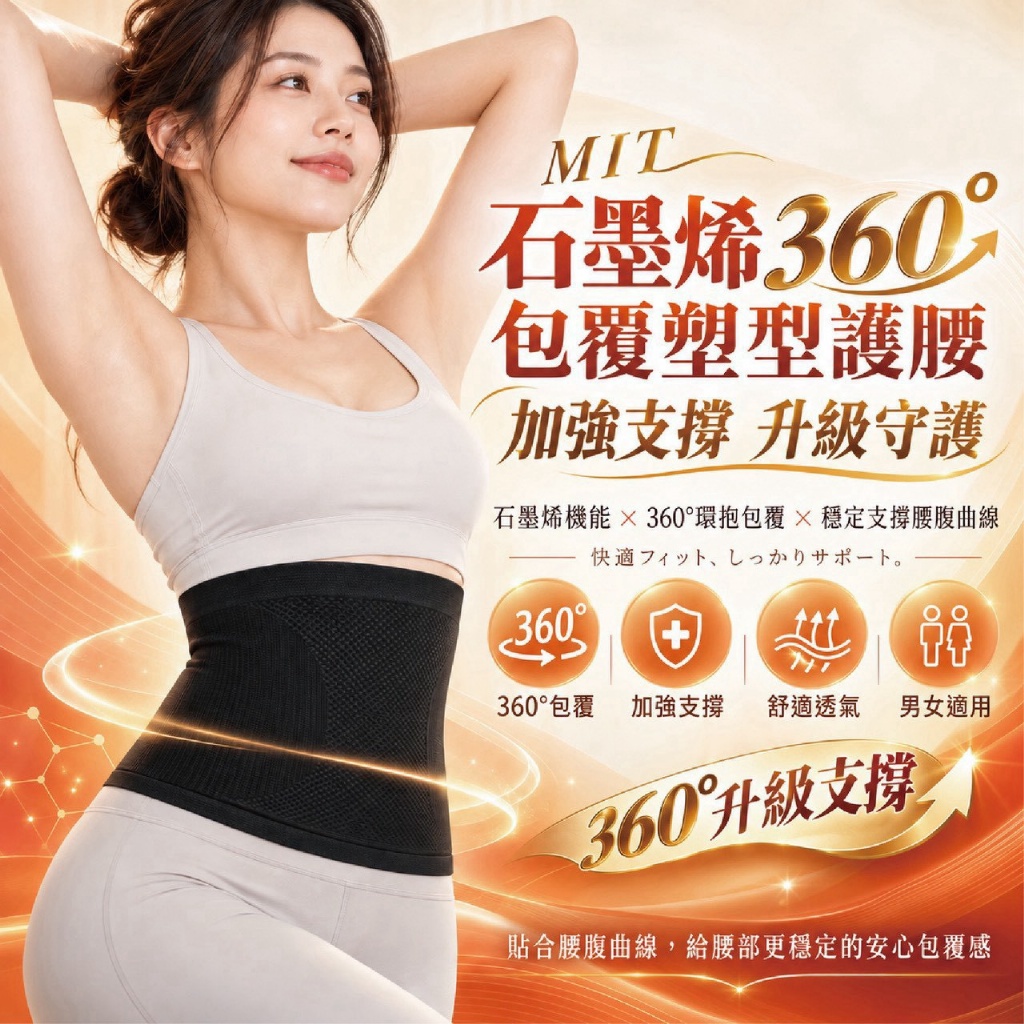 MIT
石墨烯360°
包覆塑型護腰
加強支撐 升級守護
石墨烯機能 × 360°環抱包覆 × 穩定支撐腰腹曲線
快適フィット、しっかりサポート。
360°
360°包覆
加強支撐
舒適透氣
男女適用
360°升級支撐
貼合腰腹曲線，給腰部更穩定的安心包覆感